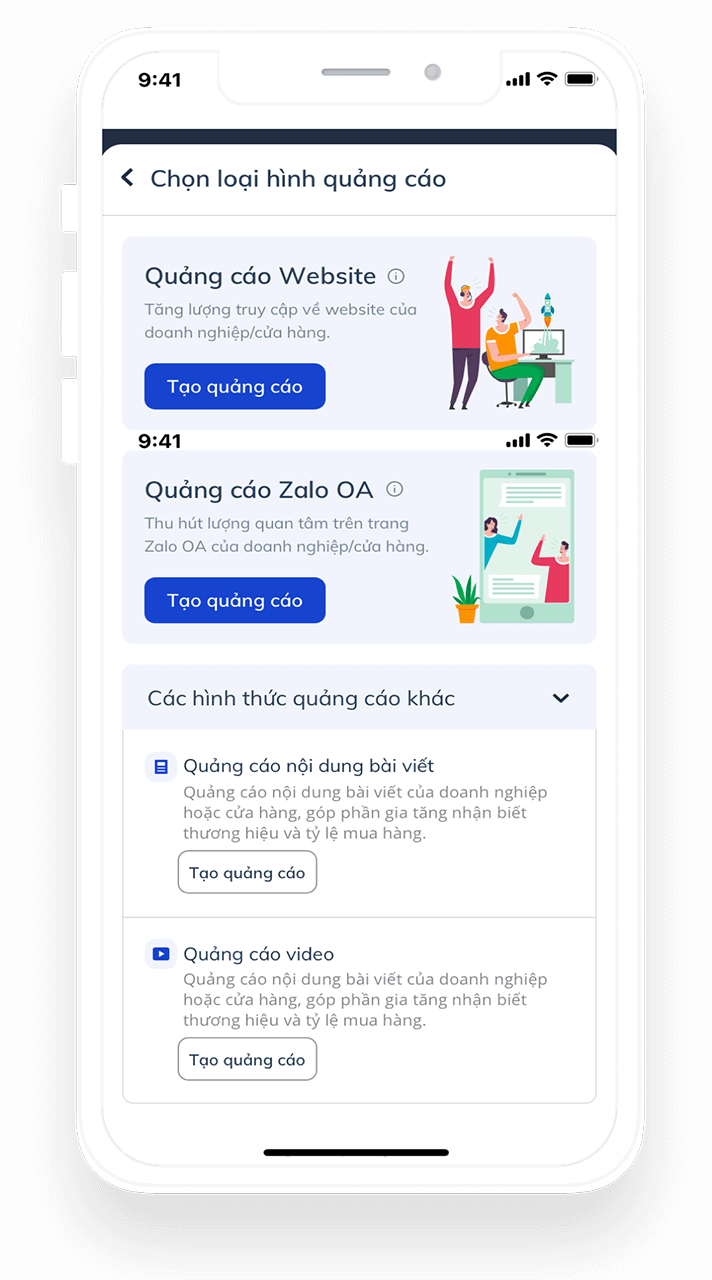 9:41
Chọn loại hình quảng cáo
Quảng cáo Website
Tăng lượng truy cập về website của
doanh nghiệp/cửa hàng.
Tạo quảng cáo
9:41
Quảng cáo Zalo OA
Thu hút lượng quan tâm trên trang
Zalo OA của doanh nghiệp/cửa hàng.
Tạo quảng cáo
Các hình thức quảng cáo khác
Quảng cáo nội dung bài viết
Quảng cáo nội dung bài viết của doanh nghiệp
hoặc cửa hàng, góp phần gia tăng nhận biết
thương hiệu và tỷ lệ mua hàng.
Tạo quảng cáo
Quảng cáo video
Quảng cáo nội dung bài viết của doanh nghiệp
hoặc cửa hàng, góp phần gia tăng nhận biết
thương hiệu và tỷ lệ mua hàng.
Tạo quảng cáo